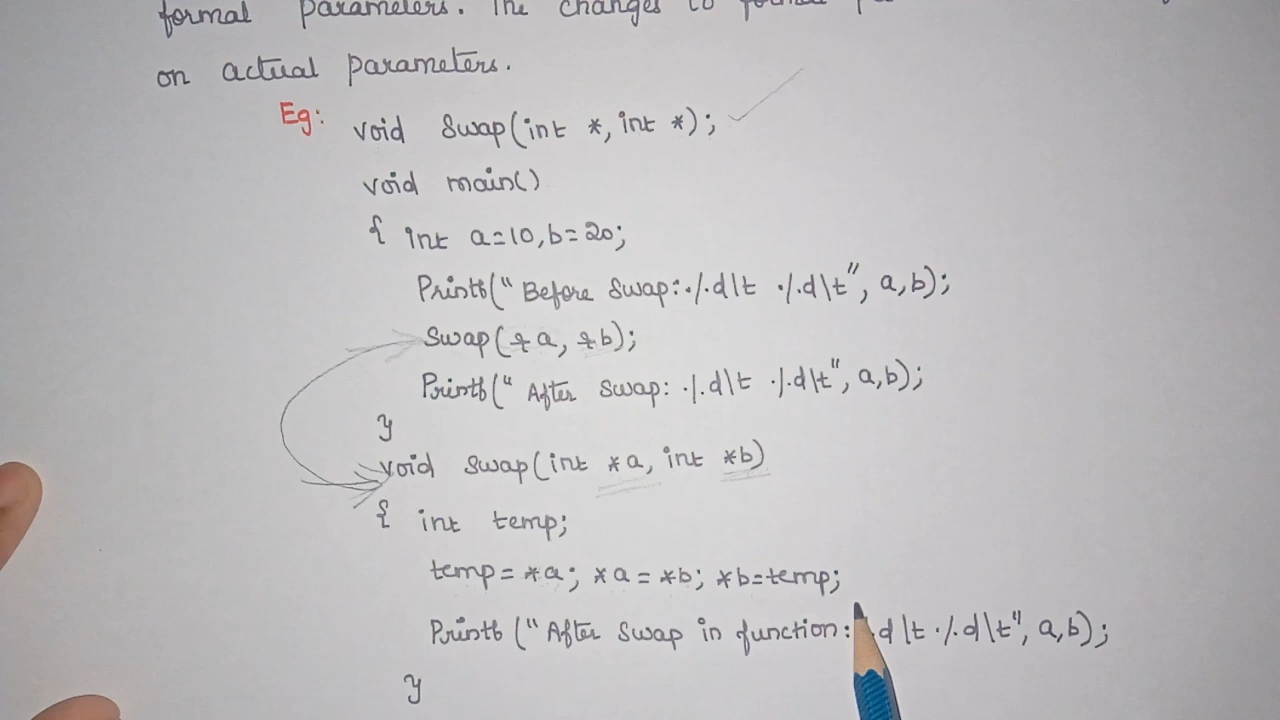 formal parameters. The changes to formal
on actual parameters.
Eg: void Swap(int *, int *);
void main()
{ int a=10, b=20;
Printf("Before Swap: %d\t %d\t", a,b);
Swap(&a, &b);
Printf("After Swap: %d\t %d\t", a,b);
}
void Swap(int *a, int *b)
{ int temp;
temp = *a; *a = *b; *b=temp;
Printf ("After Swap in function: %d\t %d\t", a,b);
}